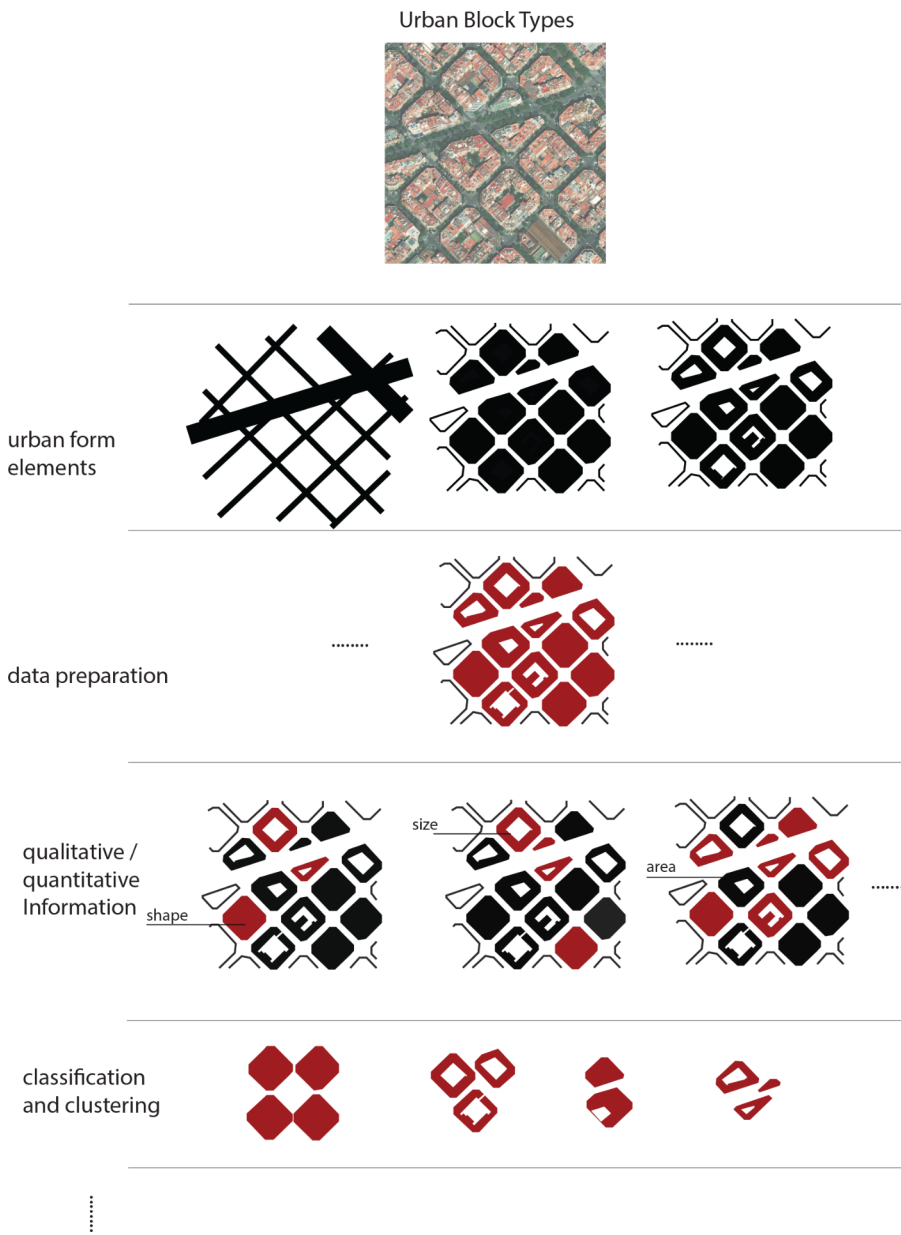 Urban Block Types
urban form
elements
data preparation
qualitative /
quantitative
Information
shape
size
area
classification
and clustering